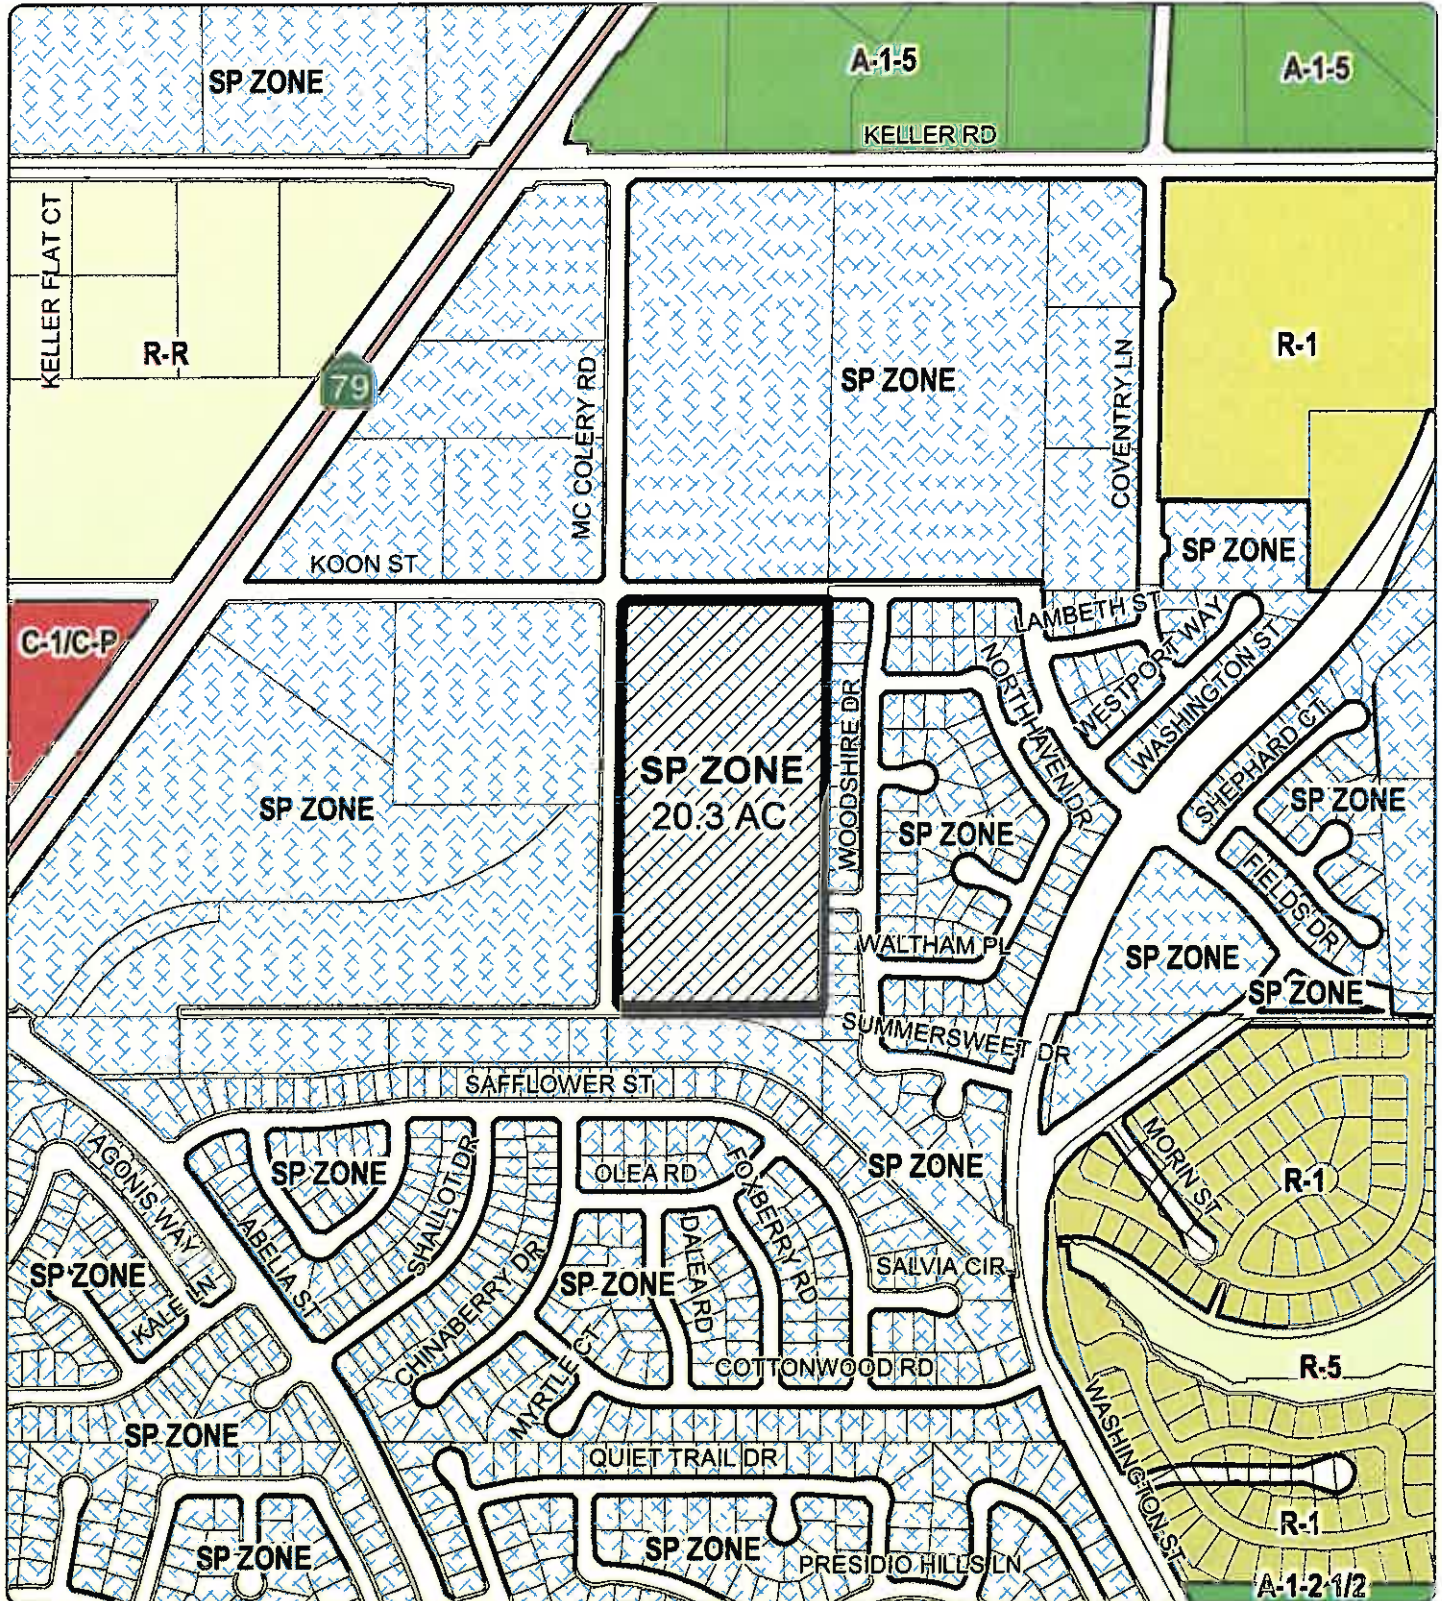 SP ZONE
A-1-5
A-1-5
KELLER RD
KELLER FLAT CT
R-R
79
MC COLERY RD
SP ZONE
COVENTRY LN
R-1
KOON ST
SP ZONE
C-1/C-P
LAMBETH ST
WESTPORT WAY
WASHINGTON ST
NORTHHAVEN DR
SHEPHARD CT
WOODSHIRE DR
SP ZONE
20.3 AC
SP ZONE
SP ZONE
SP ZONE
FIELDS DR
WALTHAM PL
SP ZONE
SP ZONE
SUMMERSWEET DR
SAFFLOWER ST
AGONIS WAY
SP ZONE
SHALLOT DR
OLEA RD
FOXBERRY RD
SP ZONE
MORIN ST
R-1
ABELIA ST
SP ZONE
KALE LN
CHINABERRY DR
SP ZONE
DALEA RD
SALVIA CIR
MYRTLE CT
COTTONWOOD RD
R-5
SP ZONE
QUIET TRAIL DR
WASHINGTON ST
R-1
SP ZONE
SP ZONE
PRESIDIO HILLS LN
A-1-2 1/2